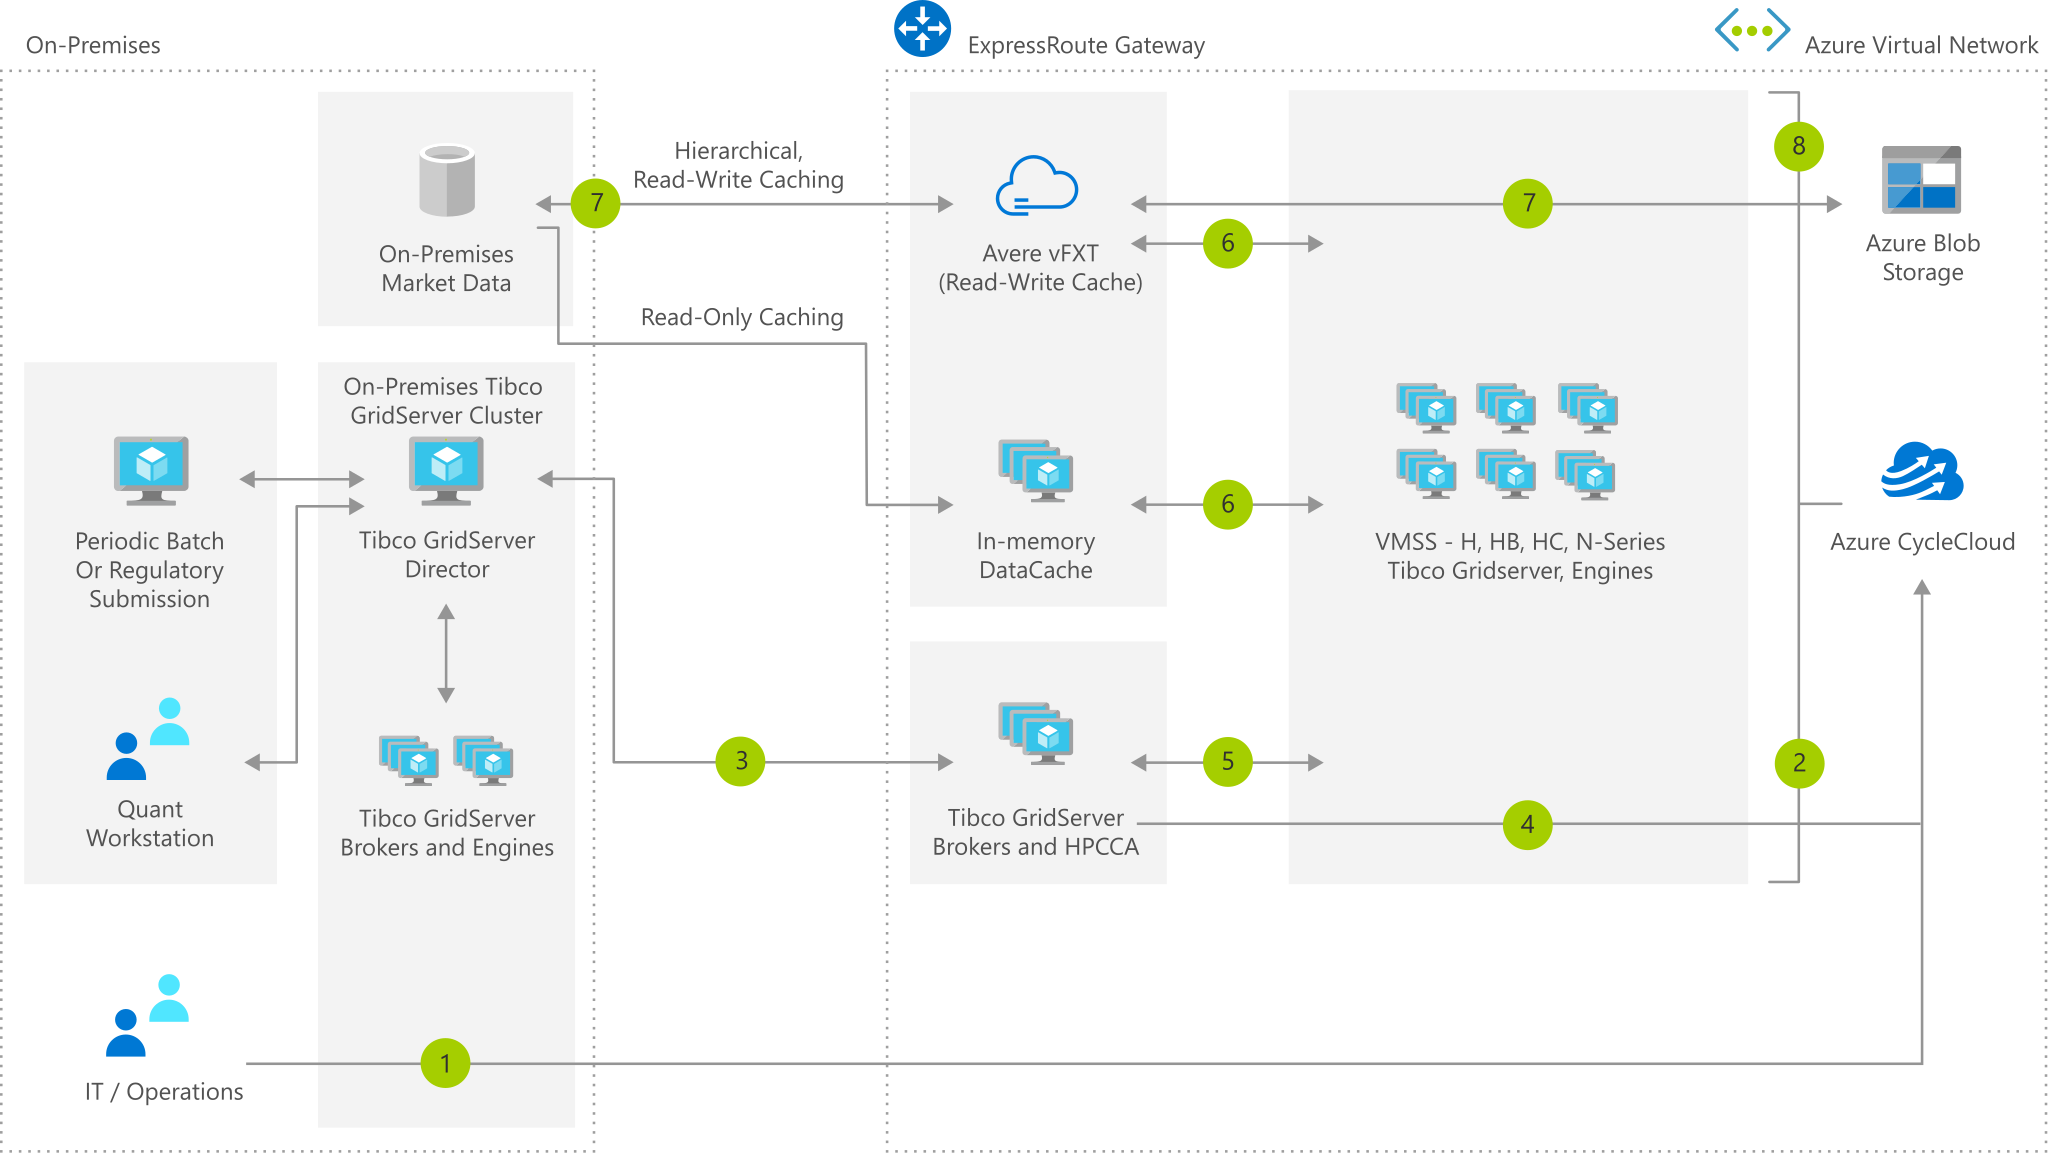 On-Premises
ExpressRoute Gateway
Azure Virtual Network
On-Premises
Market Data
7
Hierarchical,
Read-Write Caching
Read-Only Caching
Avere vFXT
(Read-Write Cache)
6
7
8
Azure Blob
Storage
On-Premises Tibco
GridServer Cluster
Periodic Batch
Or Regulatory
Submission
Tibco GridServer
Director
In-memory
DataCache
6
VMSS - H, HB, HC, N-Series
Tibco Gridserver, Engines
Azure CycleCloud
Quant
Workstation
Tibco GridServer
Brokers and Engines
3
Tibco GridServer
Brokers and HPCCA
5
4
2
IT / Operations
1